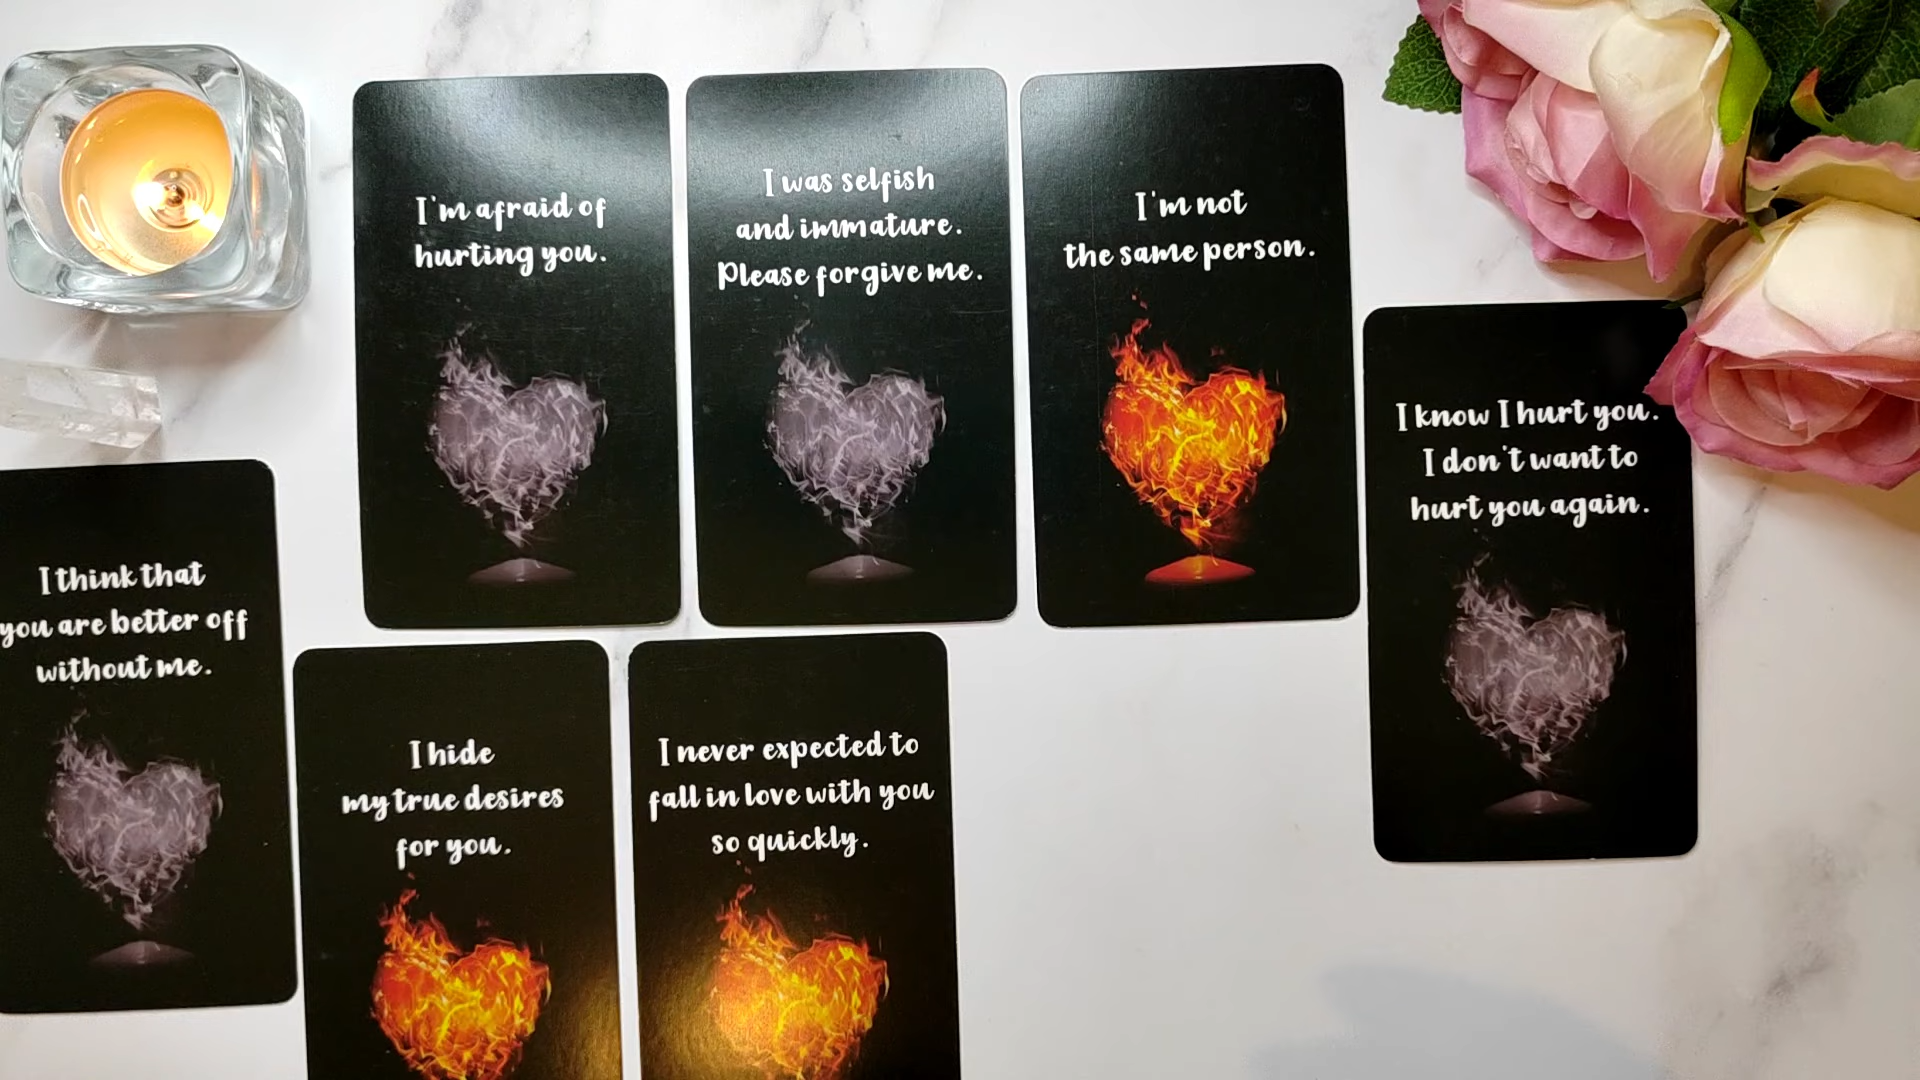 I'm afraid of
hurting you.
I was selfish
and immature.
Please forgive me.
I'm not
the same person.
I know I hurt you.
I don't want to
hurt you again.
I think that
you are better off
without me.
I hide
my true desires
for you.
I never expected to
fall in love with you
so quickly.